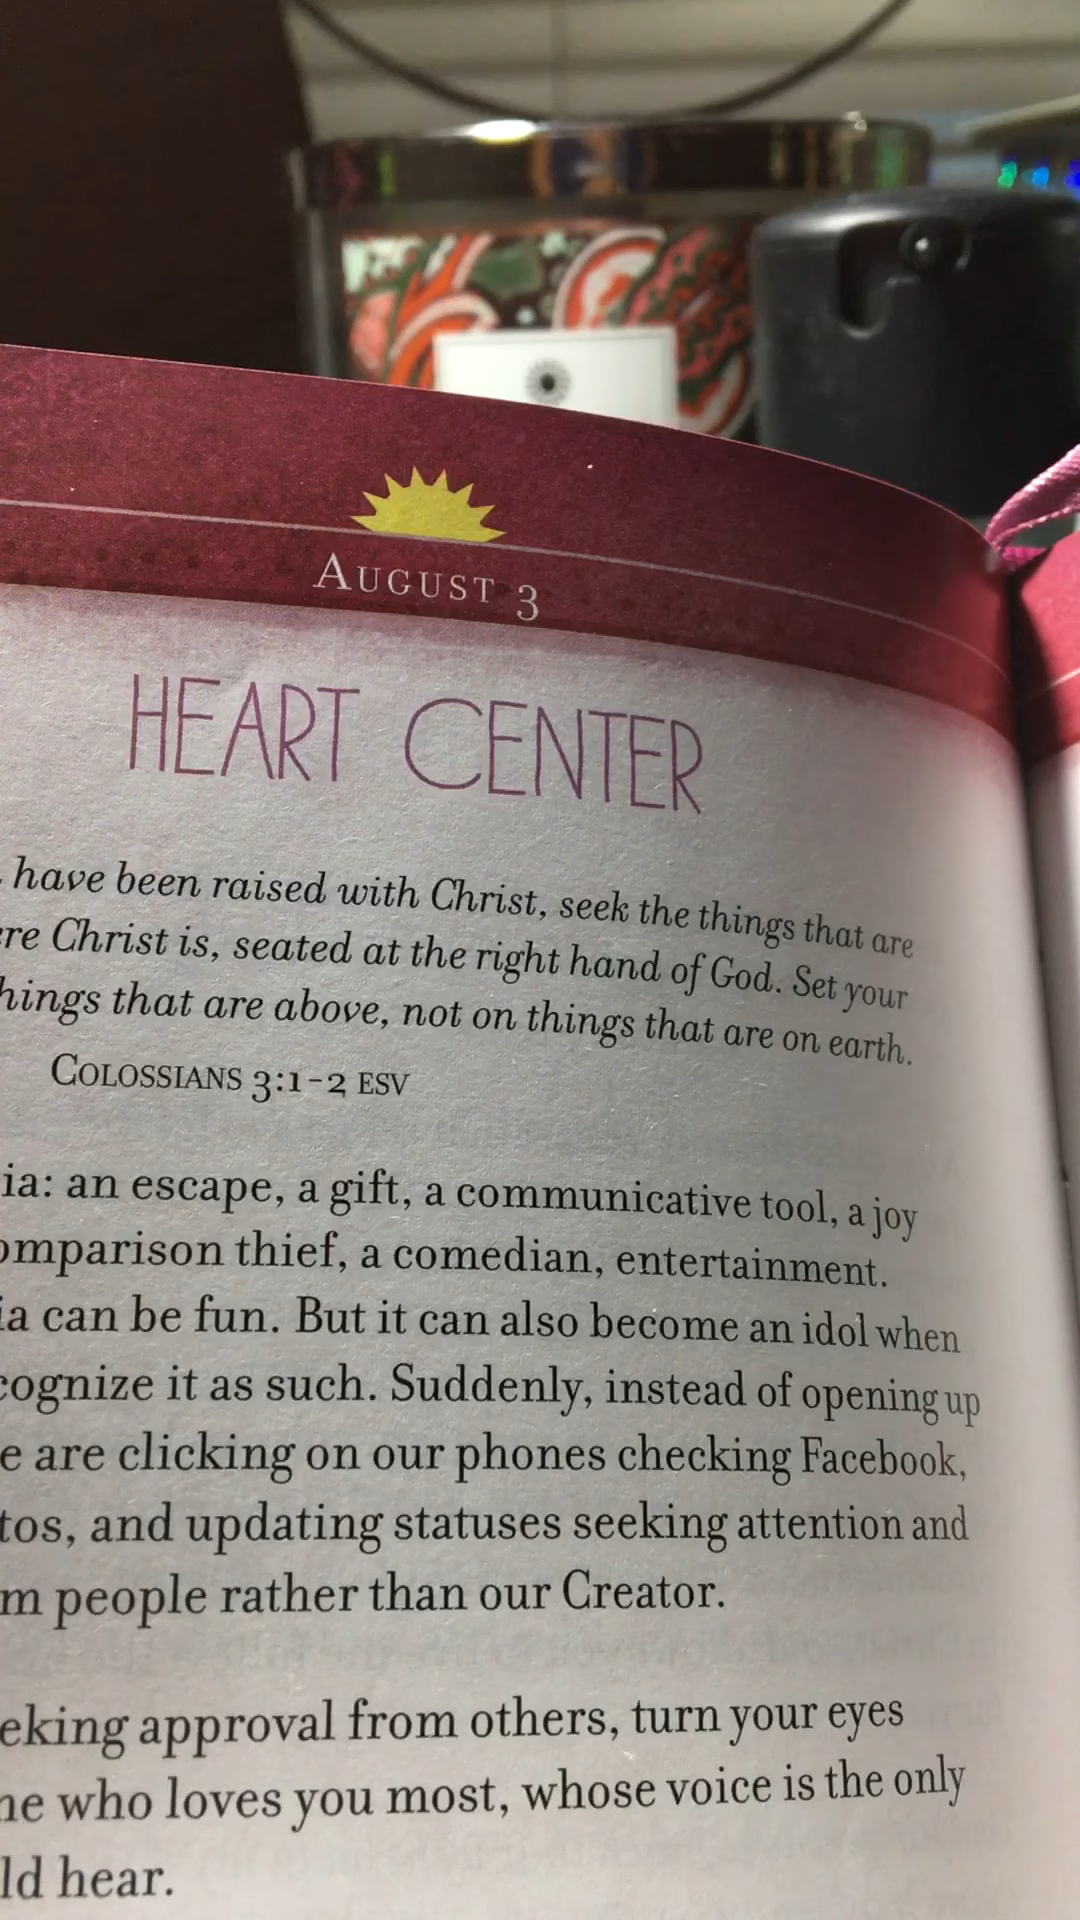 AUGUST 3
HEART CENTER
have been raised with Christ, seek the things that are
re Christ is, seated at the right hand of God. Set your
hings that are above, not on things that are on earth.
COLOSSIANS 3:1-2 ESV
ia: an escape, a gift, a communicative tool, a joy
omparison thief, a comedian, entertainment.
ia can be fun. But it can also become an idol when
cognize it as such. Suddenly, instead of opening up
e are clicking on our phones checking Facebook,
tos, and updating statuses seeking attention and
m people rather than our Creator.
eking approval from others, turn your eyes
ne who loves you most, whose voice is the only
ld hear.